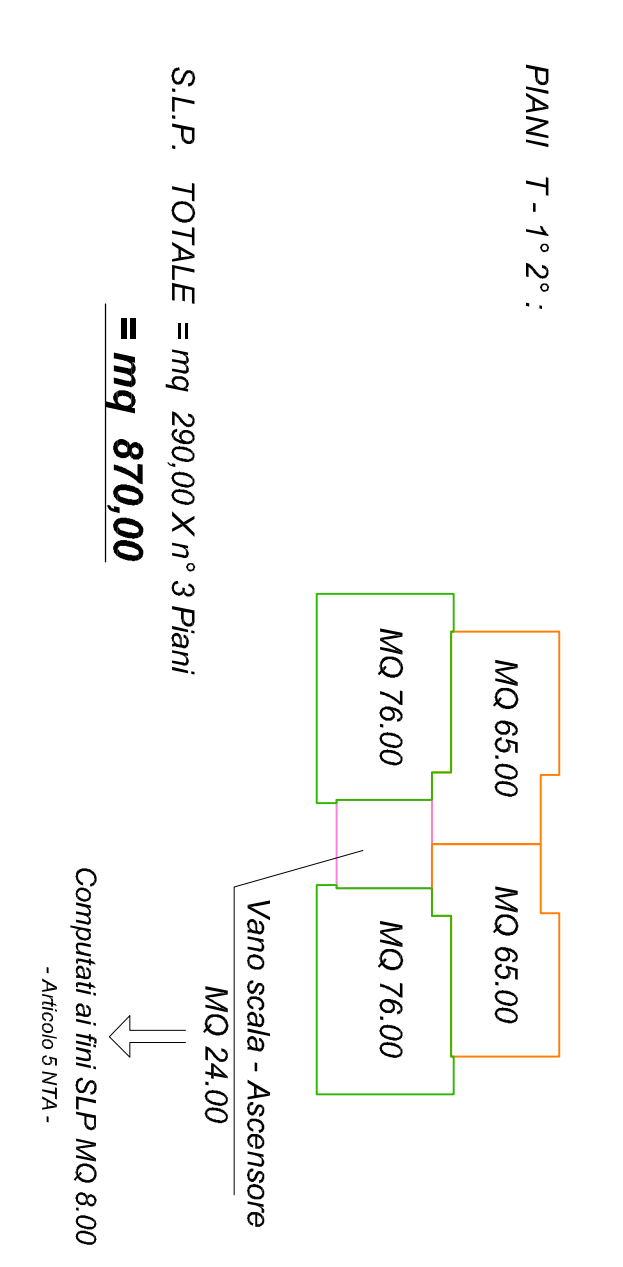 PIANI T - 1° 2° :
MQ 65.00
MQ 65.00
MQ 76.00
MQ 76.00
Vano scala - Ascensore
MQ 24.00
S.L.P. TOTALE = mq 290,00 X n° 3 Piani
= mq 870,00
Computati ai fini SLP MQ 8.00
- Articolo 5 NTA -